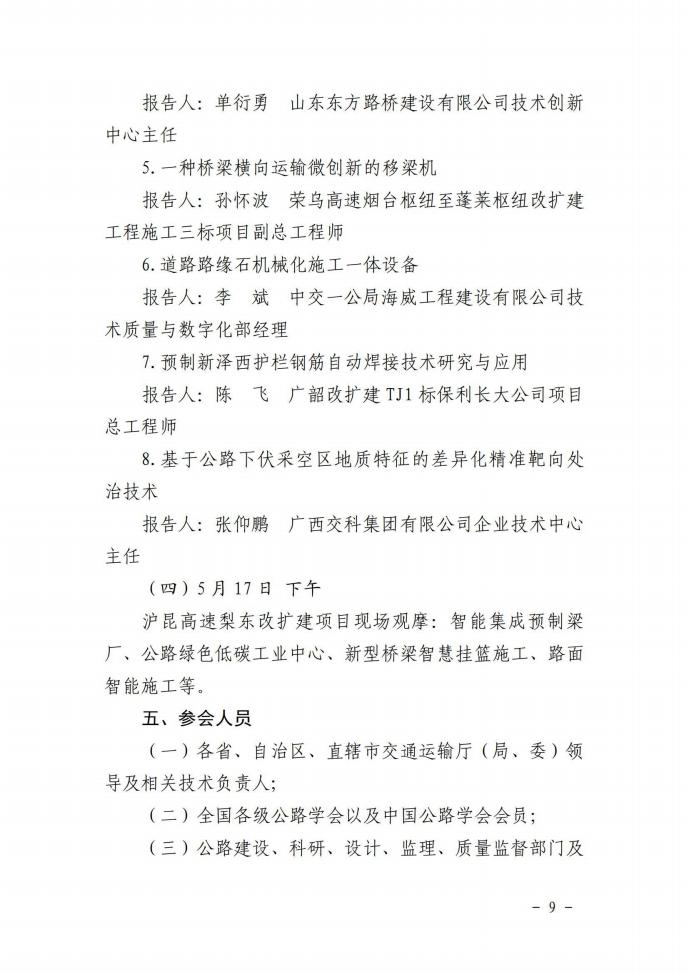 报告人：单衍勇　山东东方路桥建设有限公司技术创新
中心主任
5.一种桥梁横向运输微创新的移梁机
报告人：孙怀波　荣乌高速烟台枢纽至蓬莱枢纽改扩建
工程施工三标项目副总工程师
6.道路路缘石机械化施工一体设备
报告人：李　斌　中交一公局海威工程建设有限公司技
术质量与数字化部经理
7.预制新泽西护栏钢筋自动焊接技术研究与应用
报告人：陈　飞　广韶改扩建 TJ1 标保利长大公司项目
总工程师
8.基于公路下伏采空区地质特征的差异化精准靶向处
治技术
报告人：张仰鹏　广西交科集团有限公司企业技术中心
主任
（四）5 月 17 日 下午
沪昆高速梨东改扩建项目现场观摩：智能集成预制梁
厂、公路绿色低碳工业中心、新型桥梁智慧挂篮施工、路面
智能施工等。
五、参会人员
（一）各省、自治区、直辖市交通运输厅（局、委）领
导及相关技术负责人；
（二）全国各级公路学会以及中国公路学会会员；
（三）公路建设、科研、设计、监理、质量监督部门及
- 9 -